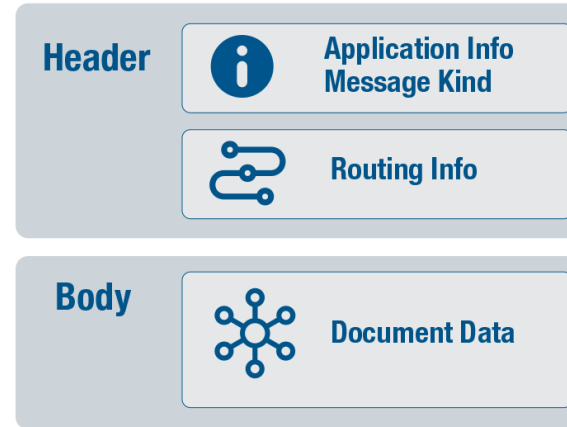 Header
Application Info
Message Kind
Routing Info
Body
Document Data